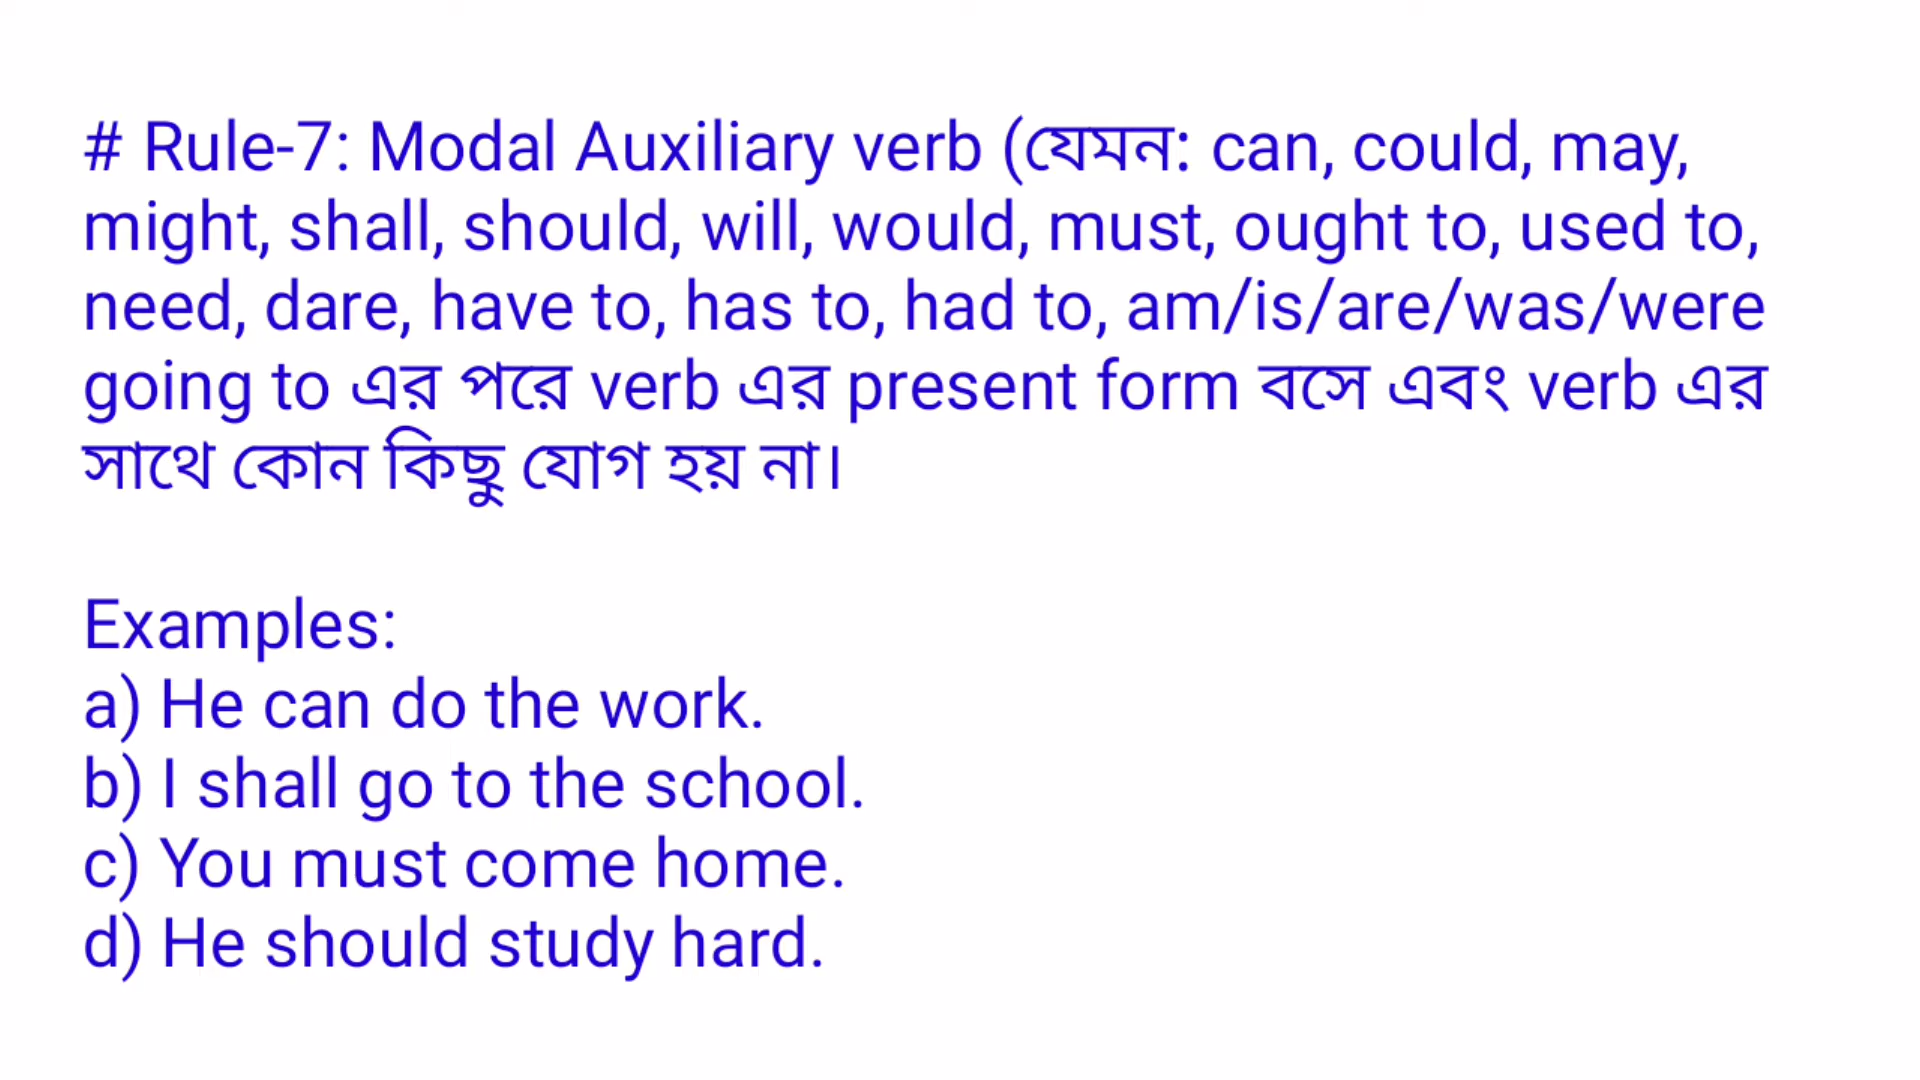 # Rule-7: Modal Auxiliary verb (যেমন: can, could, may,
might, shall, should, will, would, must, ought to, used to,
need, dare, have to, has to, had to, am/is/are/was/were
going to এর পরে verb এর present form বসে এবং verb এর
সাথে কোন কিছু যোগ হয় না।
Examples:
a) He can do the work.
b) I shall go to the school.
c) You must come home.
d) He should study hard.